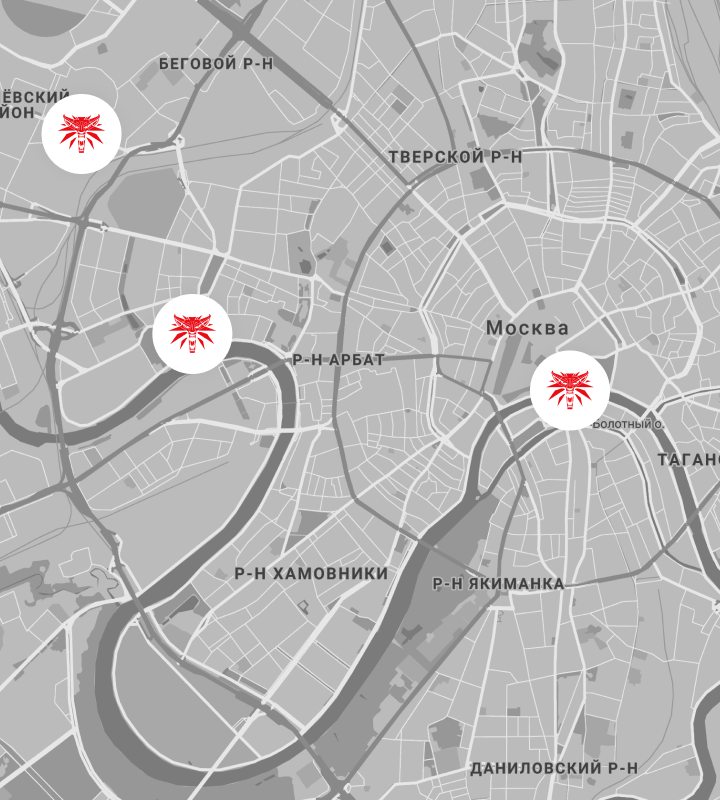 БЕГОВОЙ Р-Н
ЁВСКИЙ
ЙОН
ТВЕРСКОЙ Р-Н
Москва
Р-Н АРБАТ
Болотный о.
ТАГАНС
Р-Н ХАМОВНИКИ
Р-Н ЯКИМАНКА
ДАНИЛОВСКИЙ Р-Н